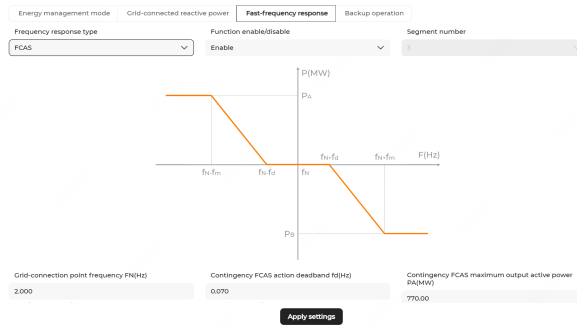 Energy management mode Grid-connected reactive power Fast-frequency response Backup operation
Frequency response type Function enable/disable Segment number
FCAS Enable 3
P(MW)
PA
fN+fd fN+fm F(Hz)
fN-fm fN-fd fN
PB
Grid-connection point frequency FN(Hz) Contingency FCAS action deadband fd(Hz) Contingency FCAS maximum output active power PA(MW)
2.000 0.070 770.00
Apply settings